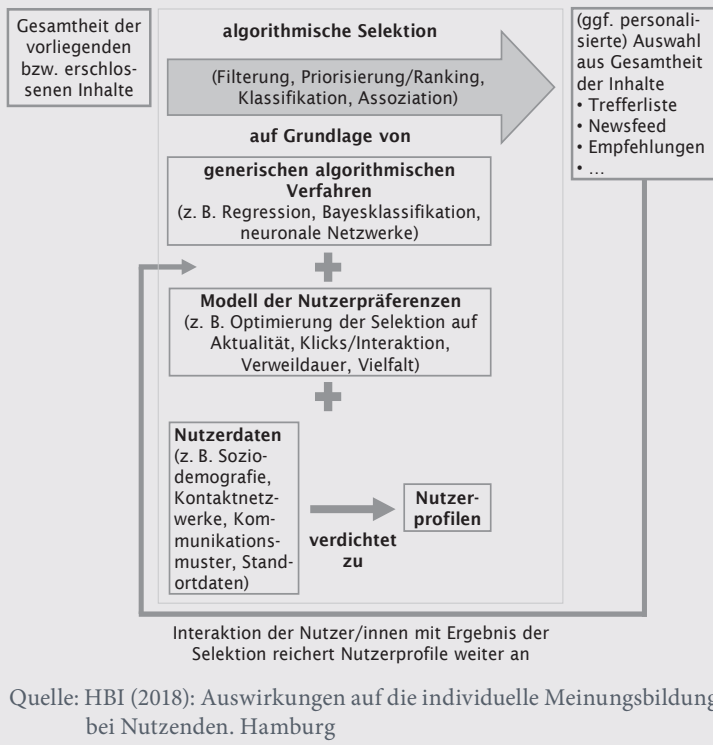 Gesamtheit der
vorliegenden
bzw. erschlos-
senen Inhalte
algorithmische Selektion
(Filterung, Priorisierung/Ranking,
Klassifikation, Assoziation)
(ggf. personali-
sierte) Auswahl
aus Gesamtheit
der Inhalte
• Trefferliste
• Newsfeed
• Empfehlungen
• ...
auf Grundlage von
generischen algorithmischen
Verfahren
(z. B. Regression, Bayesklassifikation,
neuronale Netzwerke)
Modell der Nutzerpräferenzen
(z. B. Optimierung der Selektion auf
Aktualität, Klicks/Interaktion,
Verweildauer, Vielfalt)
Nutzerdaten
(z. B. Sozio-
demografie,
Kontaktnetz-
werke, Kom-
munikations-
muster, Stand-
ortdaten)
verdichtet
zu
Nutzer-
profilen
Interaktion der Nutzer/innen mit Ergebnis der
Selektion reichert Nutzerprofile weiter an
Quelle: HBI (2018): Auswirkungen auf die individuelle Meinungsbildung
bei Nutzenden. Hamburg